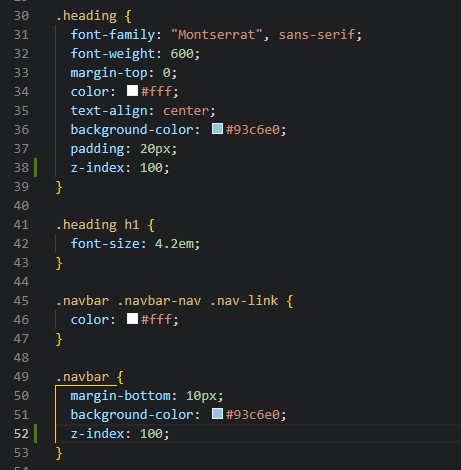 30 .heading {
31 font-family: "Montserrat", sans-serif;
32 font-weight: 600;
33 margin-top: 0;
34 color: #fff;
35 text-align: center;
36 background-color: #93c6e0;
37 padding: 20px;
38 z-index: 100;
39 }
40
41 .heading h1 {
42 font-size: 4.2em;
43 }
44
45 .navbar .navbar-nav .nav-link {
46 color: #fff;
47 }
48
49 .navbar {
50 margin-bottom: 10px;
51 background-color: #93c6e0;
52 z-index: 100;
53 }